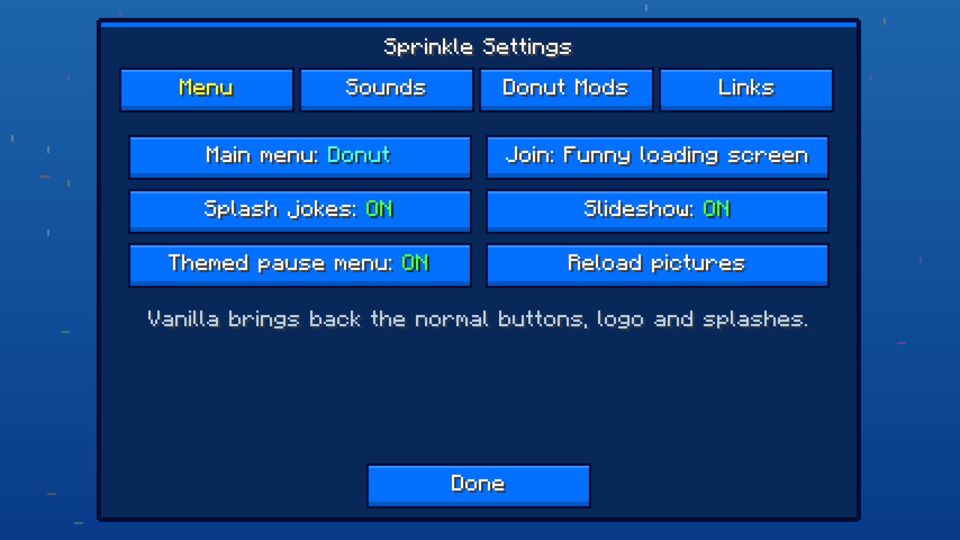 Sprinkle Settings
Menu
Sounds
Donut Mods
Links
Main menu: Donut
Join: Funny loading screen
Splash jokes: ON
Slideshow: ON
Themed pause menu: ON
Reload pictures
Vanilla brings back the normal buttons, logo and splashes.
Done